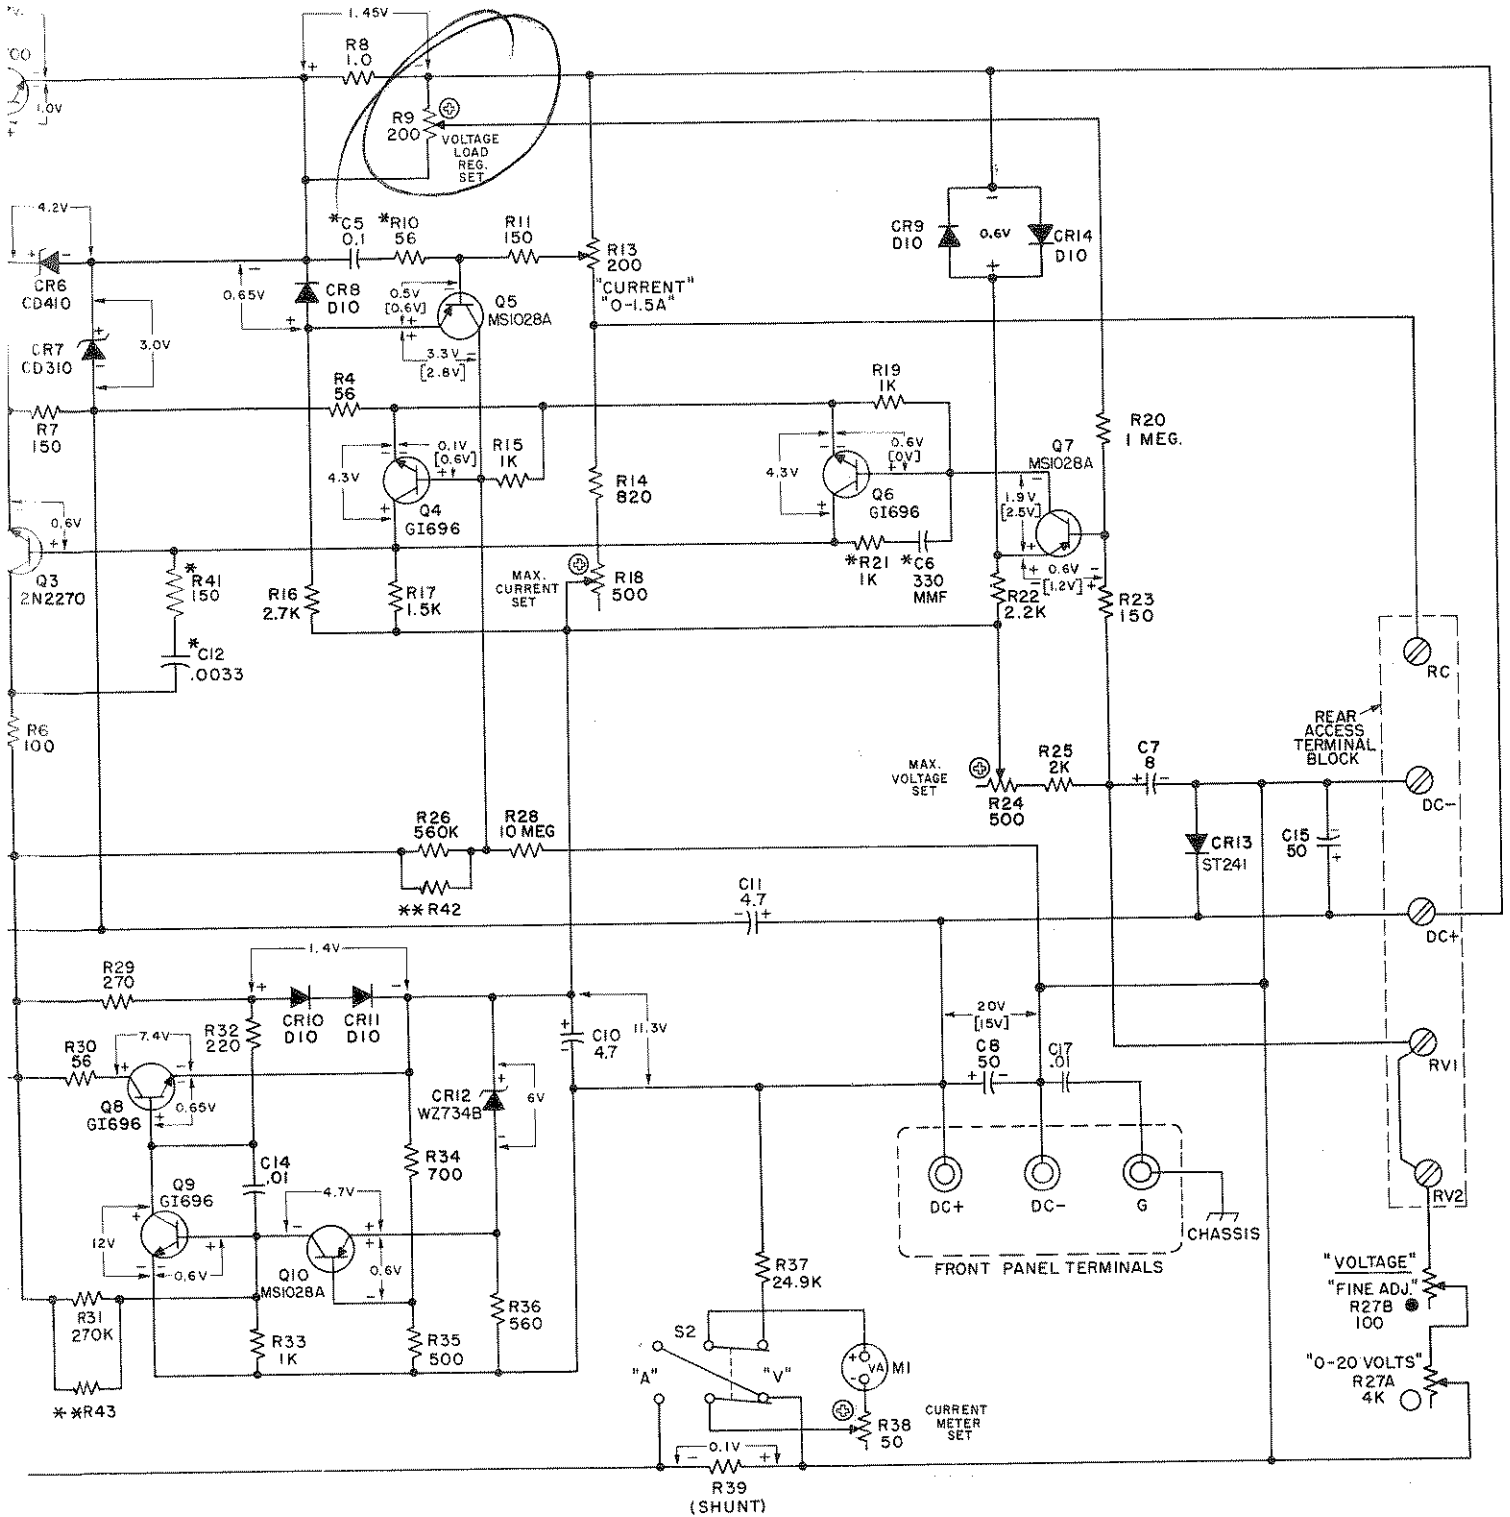 1.45V
R8
1.0
+
-
1.0V
+
R9
200
VOLTAGE
LOAD
REG.
SET
4.2V
+ -
CR6
CD410
CR7
CD310
+
-
3.0V
*C5
0.1
*R10
56
R11
150
R13
200
"CURRENT"
"0-1.5A"
-
0.65V
+
CR8
D10
0.5V
[0.6V]
-
+
+
Q5
MS1028A
3.3V
[2.8V]
-
CR9
D10
-
0.6V
+
CR14
D10
R7
150
R4
56
R19
1K
R20
1 MEG.
4.3V
- -
+
0.1V
[0.6V]
+
R15
1K
Q4
GI696
R14
820
4.3V
- -
+
0.6V
[0V]
+
Q6
GI696
Q7
MS1028A
-
1.9V
[2.5V]
+
+
0.6V
[1.2V]
-
0.6V
+
Q3
2N2270
*
R41
150
*
C12
.0033
R16
2.7K
R17
1.5K
MAX.
CURRENT
SET
R18
500
*R21
1K
*C6
330
MMF
R22
2.2K
R23
150
R6
100
RC
REAR
ACCESS
TERMINAL
BLOCK
MAX.
VOLTAGE
SET
R24
500
R25
2K
C7
8
+ -
DC-
CR13
ST241
C15
50
-
+
R26
560K
R28
10 MEG
**R42
C11
4.7
- +
DC+
R29
270
1.4V
+
-
CR10
D10
CR11
D10
R32
220
R30
56
7.4V
+ -
-
0.65V
+
Q8
GI696
C10
4.7
+
-
11.3V
20V
[15V]
C8
50
+ -
C17
.01
RV1
CR12
WZ734B
+
6V
-
R34
700
C14
.01
Q9
GI696
12V
+
- -
0.6V
+
4.7V
-
+
+
0.6V
-
Q10
MS1028A
DC+
DC-
G
CHASSIS
FRONT PANEL TERMINALS
RV2
R31
270K
**R43
R33
1K
R35
500
R36
560
R37
24.9K
S2
"A"
"V"
+
-
VA
M1
R38
50
CURRENT
METER
SET
"VOLTAGE"
"FINE ADJ."
R27B
100
"0-20 VOLTS"
R27A
4K
0.1V
- +
R39
(SHUNT)